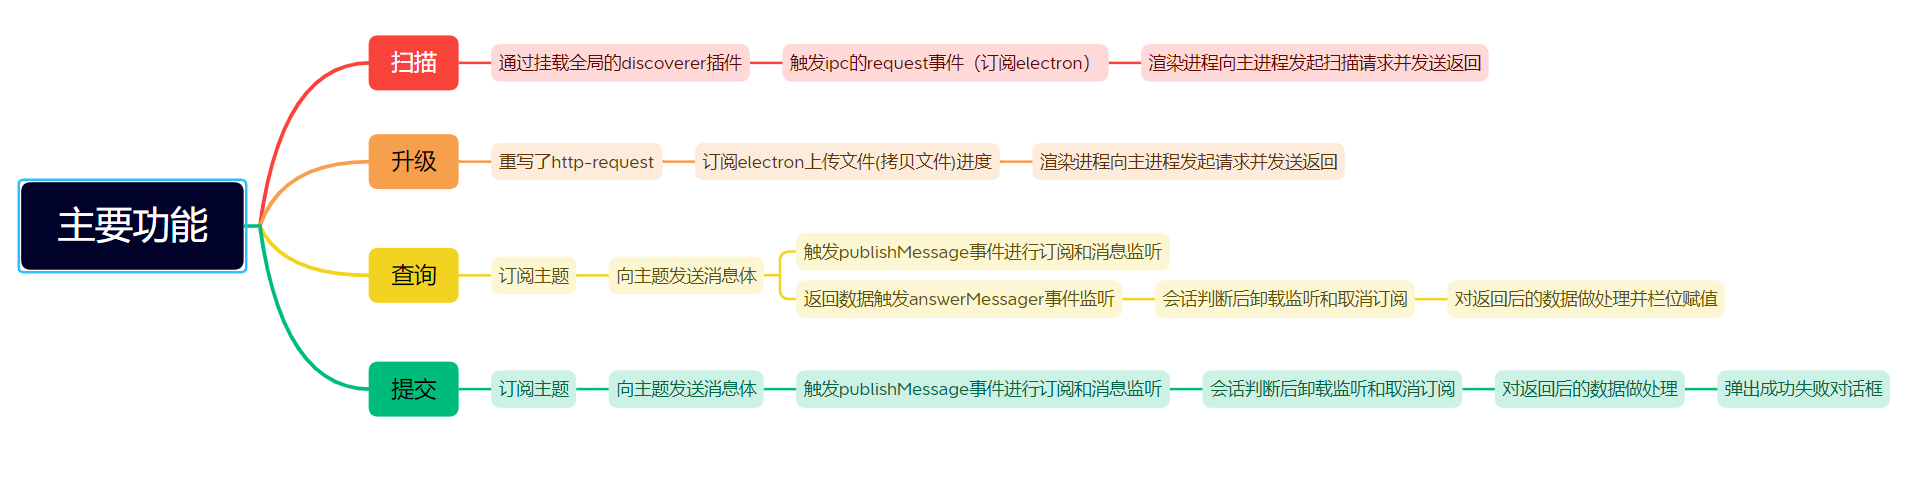 主要功能
扫描
通过挂载全局的discoverer插件
触发ipc的request事件（订阅electron）
渲染进程向主进程发起扫描请求并发送返回
升级
重写了http-request
订阅electron上传文件(拷贝文件)进度
渲染进程向主进程发起请求并发送返回
查询
订阅主题
向主题发送消息体
触发publishMessage事件进行订阅和消息监听
返回数据触发answerMessager事件监听
会话判断后卸载监听和取消订阅
对返回后的数据做处理并栏位赋值
提交
订阅主题
向主题发送消息体
触发publishMessage事件进行订阅和消息监听
会话判断后卸载监听和取消订阅
对返回后的数据做处理
弹出成功失败对话框